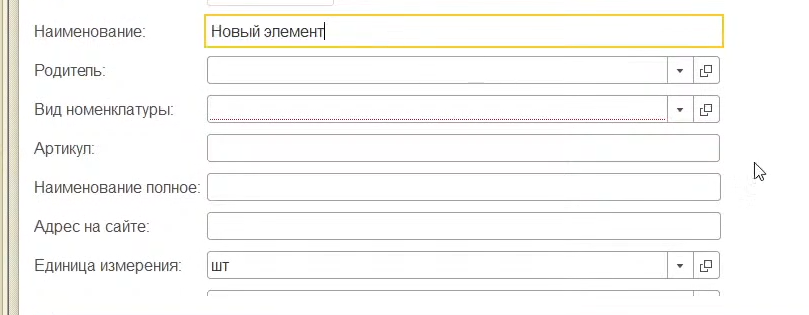 Наименование: Новый элемент
Родитель:
Вид номенклатуры:
Артикул:
Наименование полное:
Адрес на сайте:
Единица измерения: шт